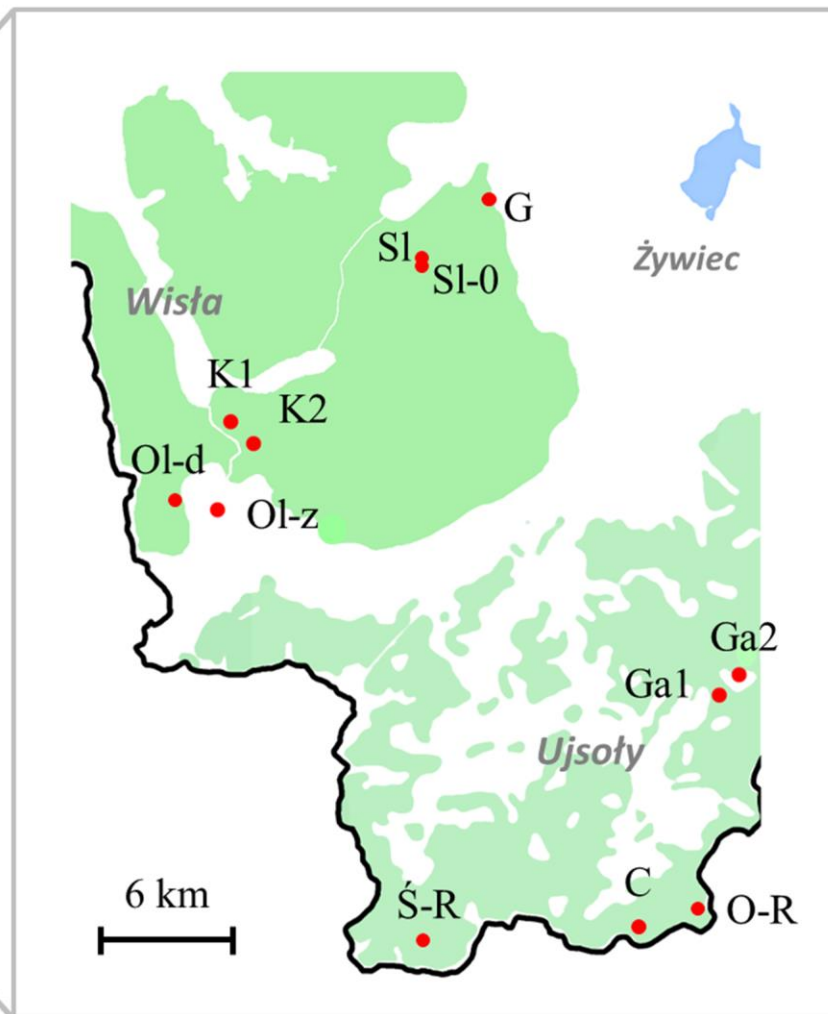 G
Sl
Sl-0
Żywiec
Wisła
K1
K2
Ol-d
Ol-z
Ga2
Ga1
Ujsoły
C
Ś-R
O-R
6 km